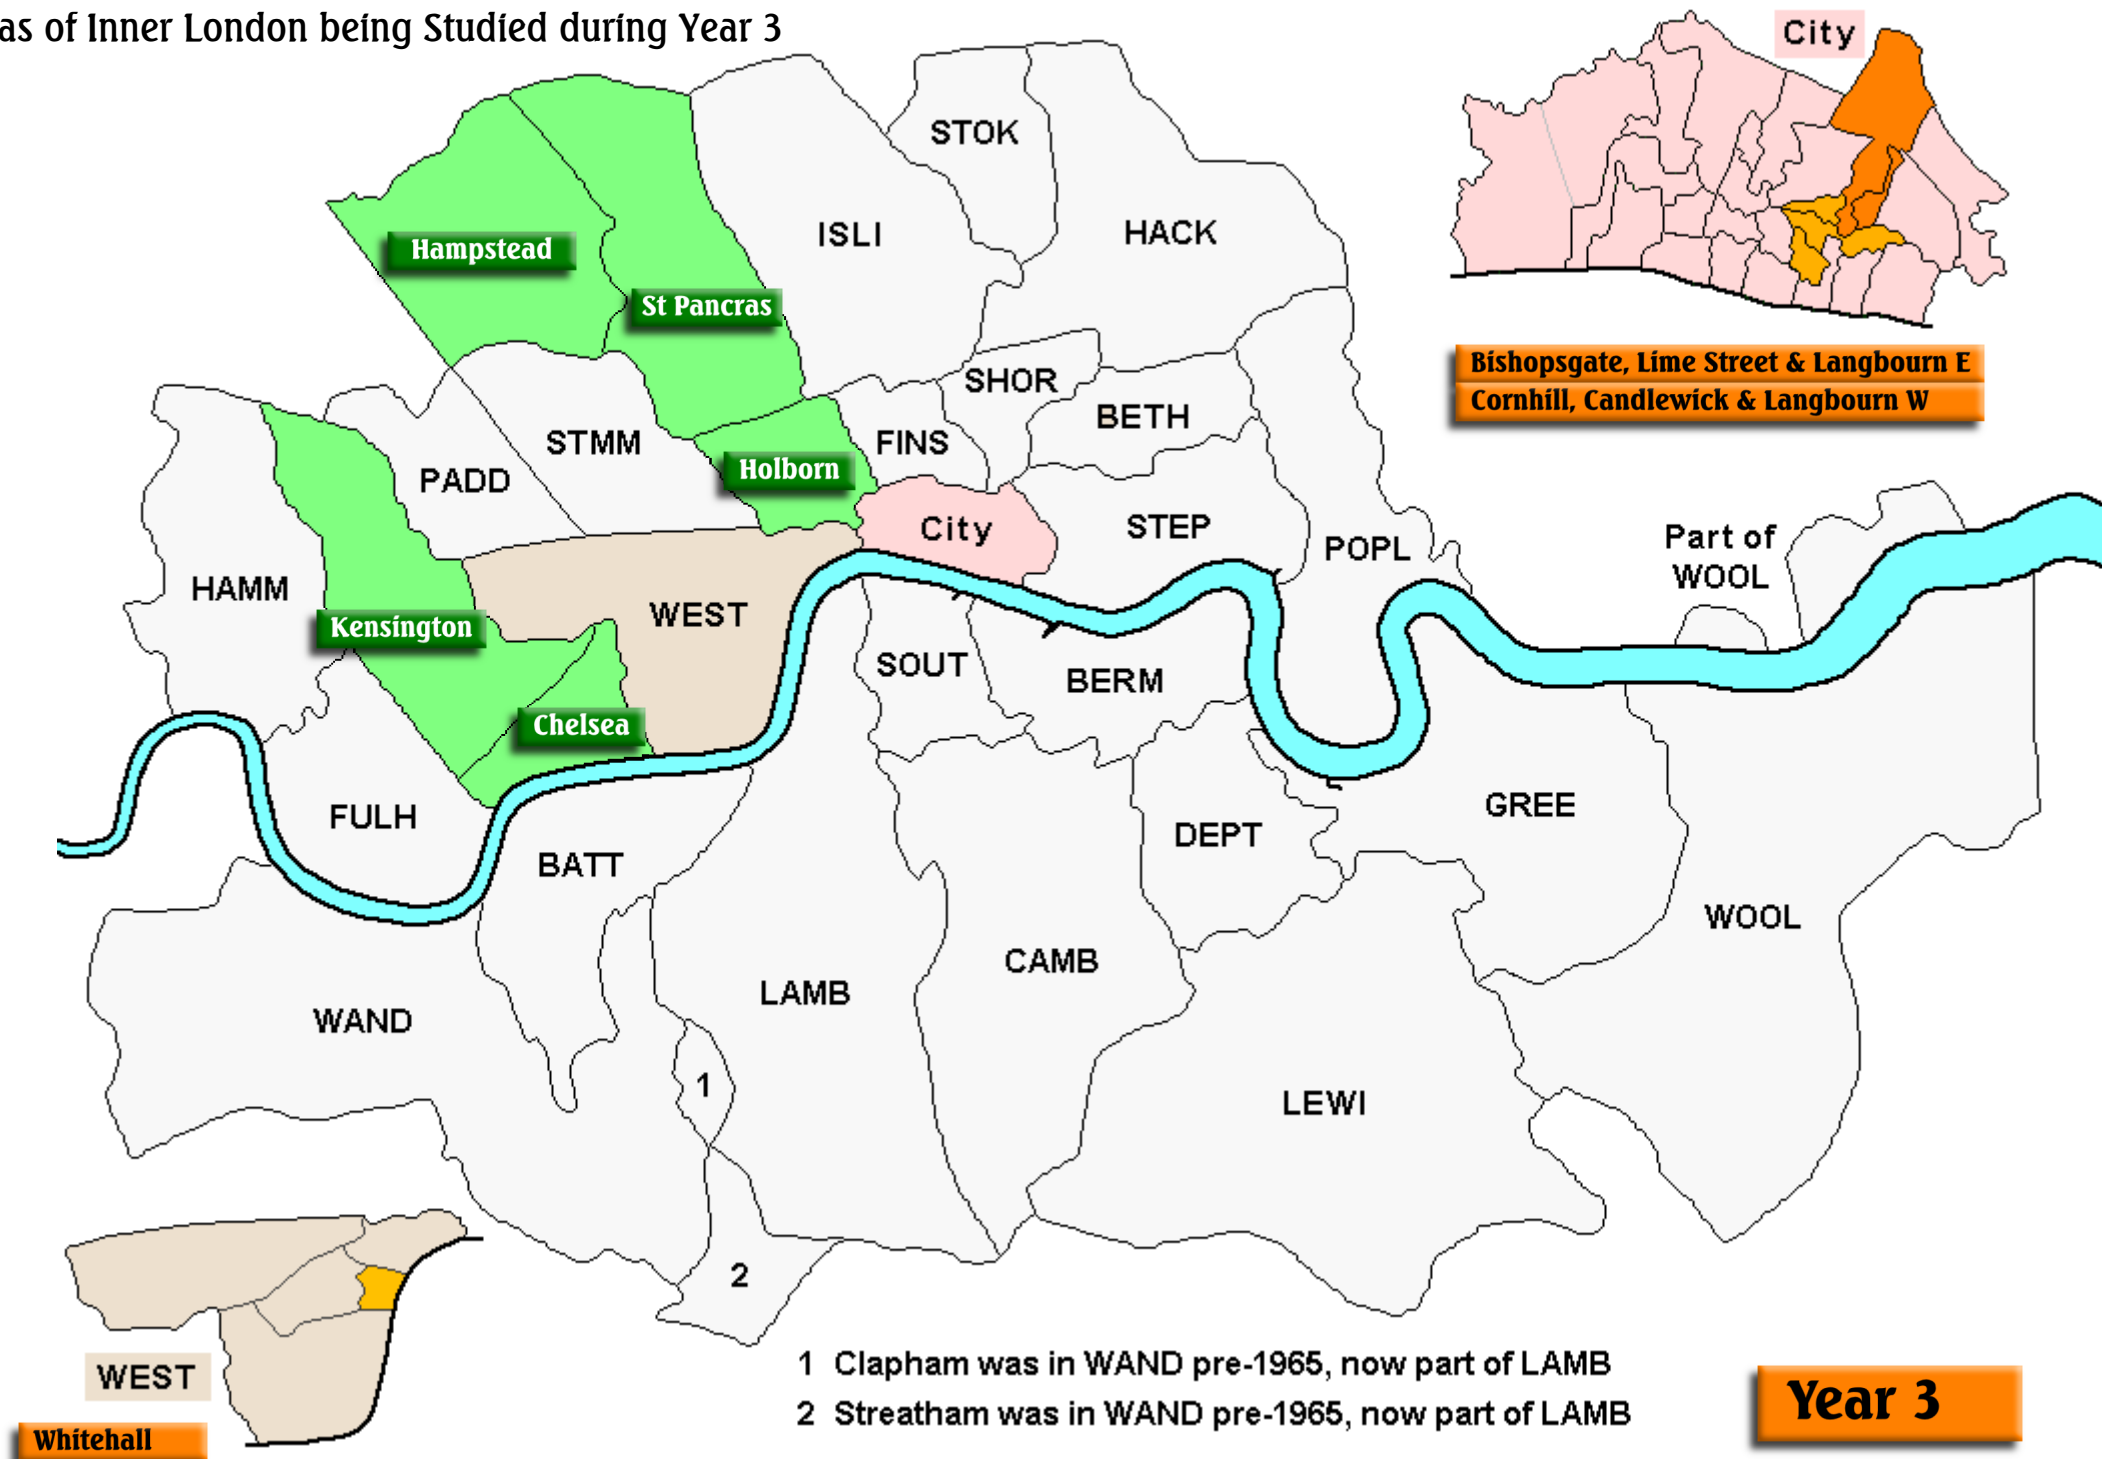 as of Inner London being Studied during Year 3
City
STOK
ISLI
HACK
Hampstead
St Pancras
Bishopsgate, Lime Street & Langbourn E
Cornhill, Candlewick & Langbourn W
SHOR
BETH
STMM
FINS
PADD
Holborn
City
STEP
POPL
Part of
WOOL
HAMM
WEST
Kensington
SOUT
BERM
Chelsea
FULH
GREE
DEPT
BATT
WOOL
CAMB
LAMB
WAND
1
LEWI
2
WEST
Whitehall
1 Clapham was in WAND pre-1965, now part of LAMB
2 Streatham was in WAND pre-1965, now part of LAMB
Year 3